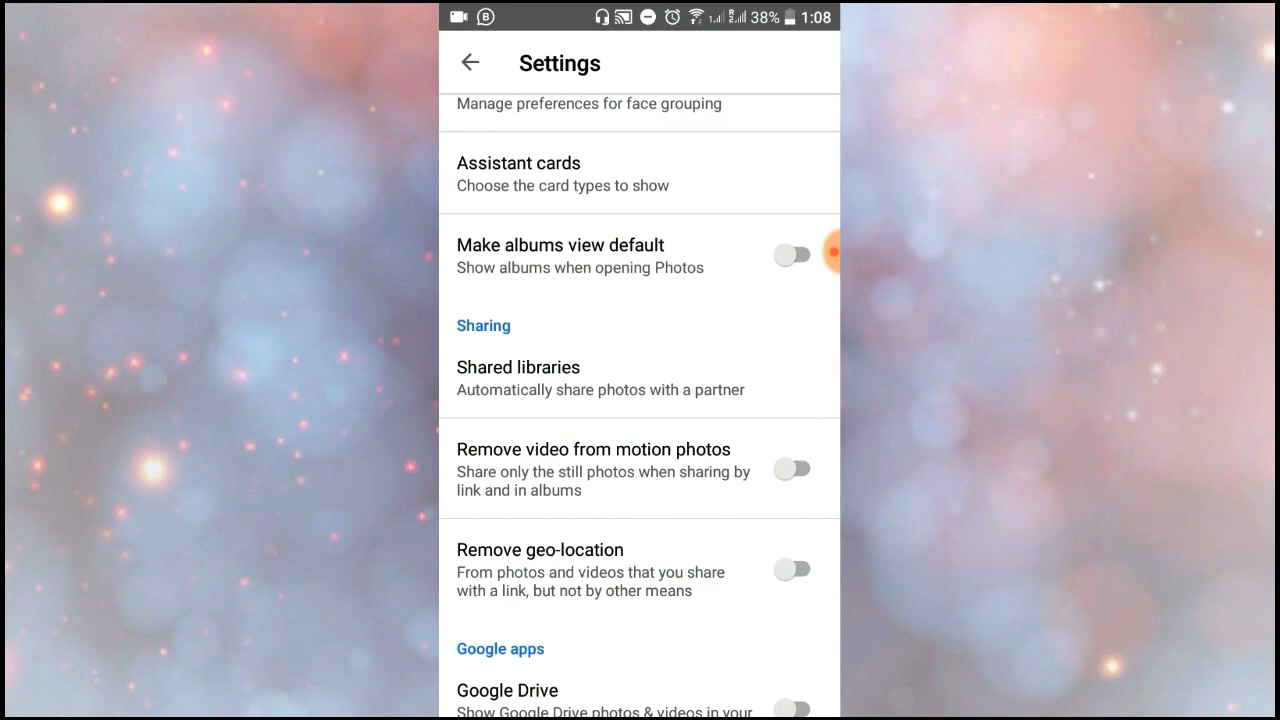 B R 38% 1:08
Settings
Manage preferences for face grouping
Assistant cards
Choose the card types to show
Make albums view default
Show albums when opening Photos
Sharing
Shared libraries
Automatically share photos with a partner
Remove video from motion photos
Share only the still photos when sharing by
link and in albums
Remove geo-location
From photos and videos that you share
with a link, but not by other means
Google apps
Google Drive
Show Google Drive photos & videos in your